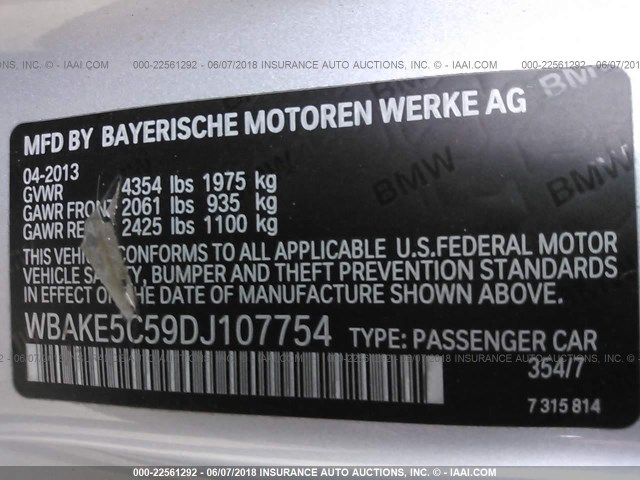 000-22561292 - 06/07/2018 INSURANCE AUTO AUCTIONS, INC. - © IAAI.COM
BMW
MFD BY BAYERISCHE MOTOREN WERKE AG
04-2013
GVWR 4354 lbs 1975 kg
GAWR FRONT 2061 lbs 935 kg
GAWR 2425 lbs 1100 kg
BMW
THIS VEHICLE CONFORMS TO ALL APPLICABLE U.S.FEDERAL MOTOR
VEHICLE SAFETY, BUMPER AND THEFT PREVENTION STANDARDS
IN EFFECT ON THE DATE OF MANUFACTURE SHOWN ABOVE.
WBAKE5C59DJ107754 TYPE: PASSENGER CAR
354/7
7 315 814
000-22561292 - 06/07/2018 INSURANCE AUTO AUCTIONS, INC. - © IAAI.COM